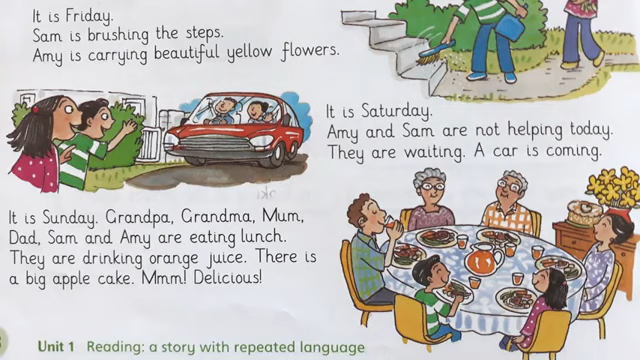 It is Friday.
Sam is brushing the steps.
Amy is carrying beautiful yellow flowers.
It is Saturday.
Amy and Sam are not helping today.
They are waiting. A car is coming.
It is Sunday. Grandpa, Grandma, Mum,
Dad, Sam and Amy are eating lunch.
They are drinking orange juice. There is
a big apple cake. Mmm! Delicious!
Unit 1 Reading: a story with repeated language